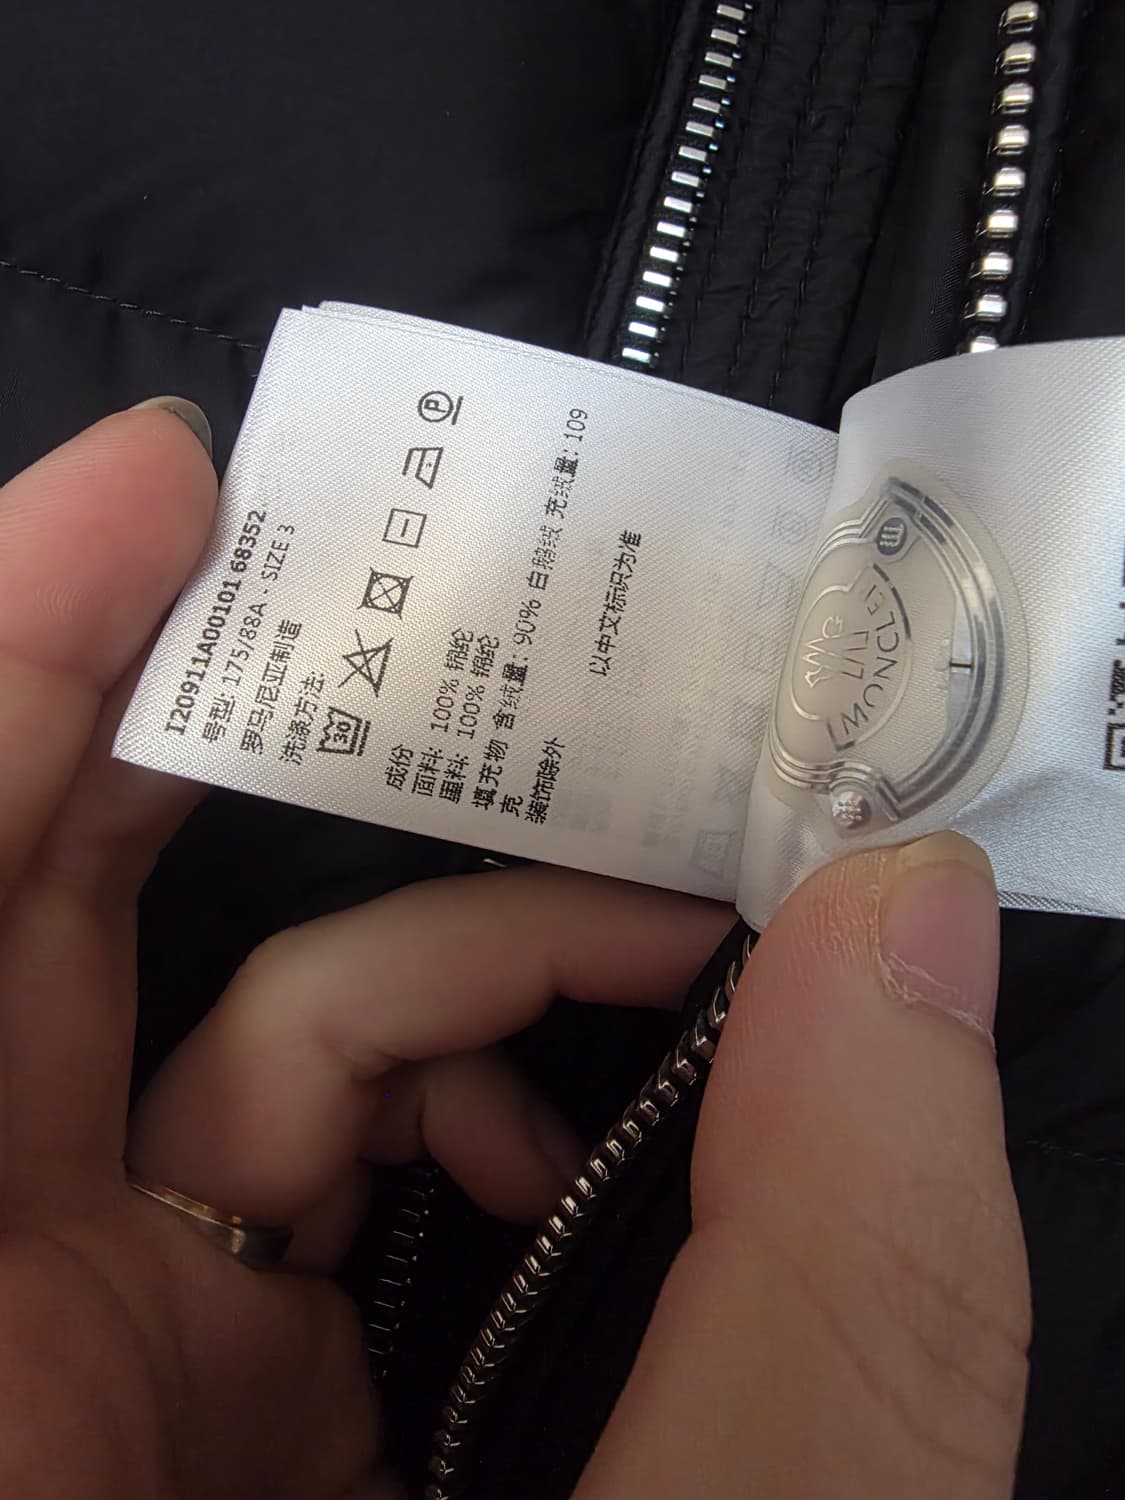 I20911A00101 68352
号型: 175/88A - SIZE 3
罗马尼亚制造
洗涤方法:
30
P
成份
面料: 100% 锦纶
里料: 100% 锦纶
填充物 含绒量: 90% 白鹅绒 充绒量: 109
克
装饰除外
以中文标识为准
MONCLER